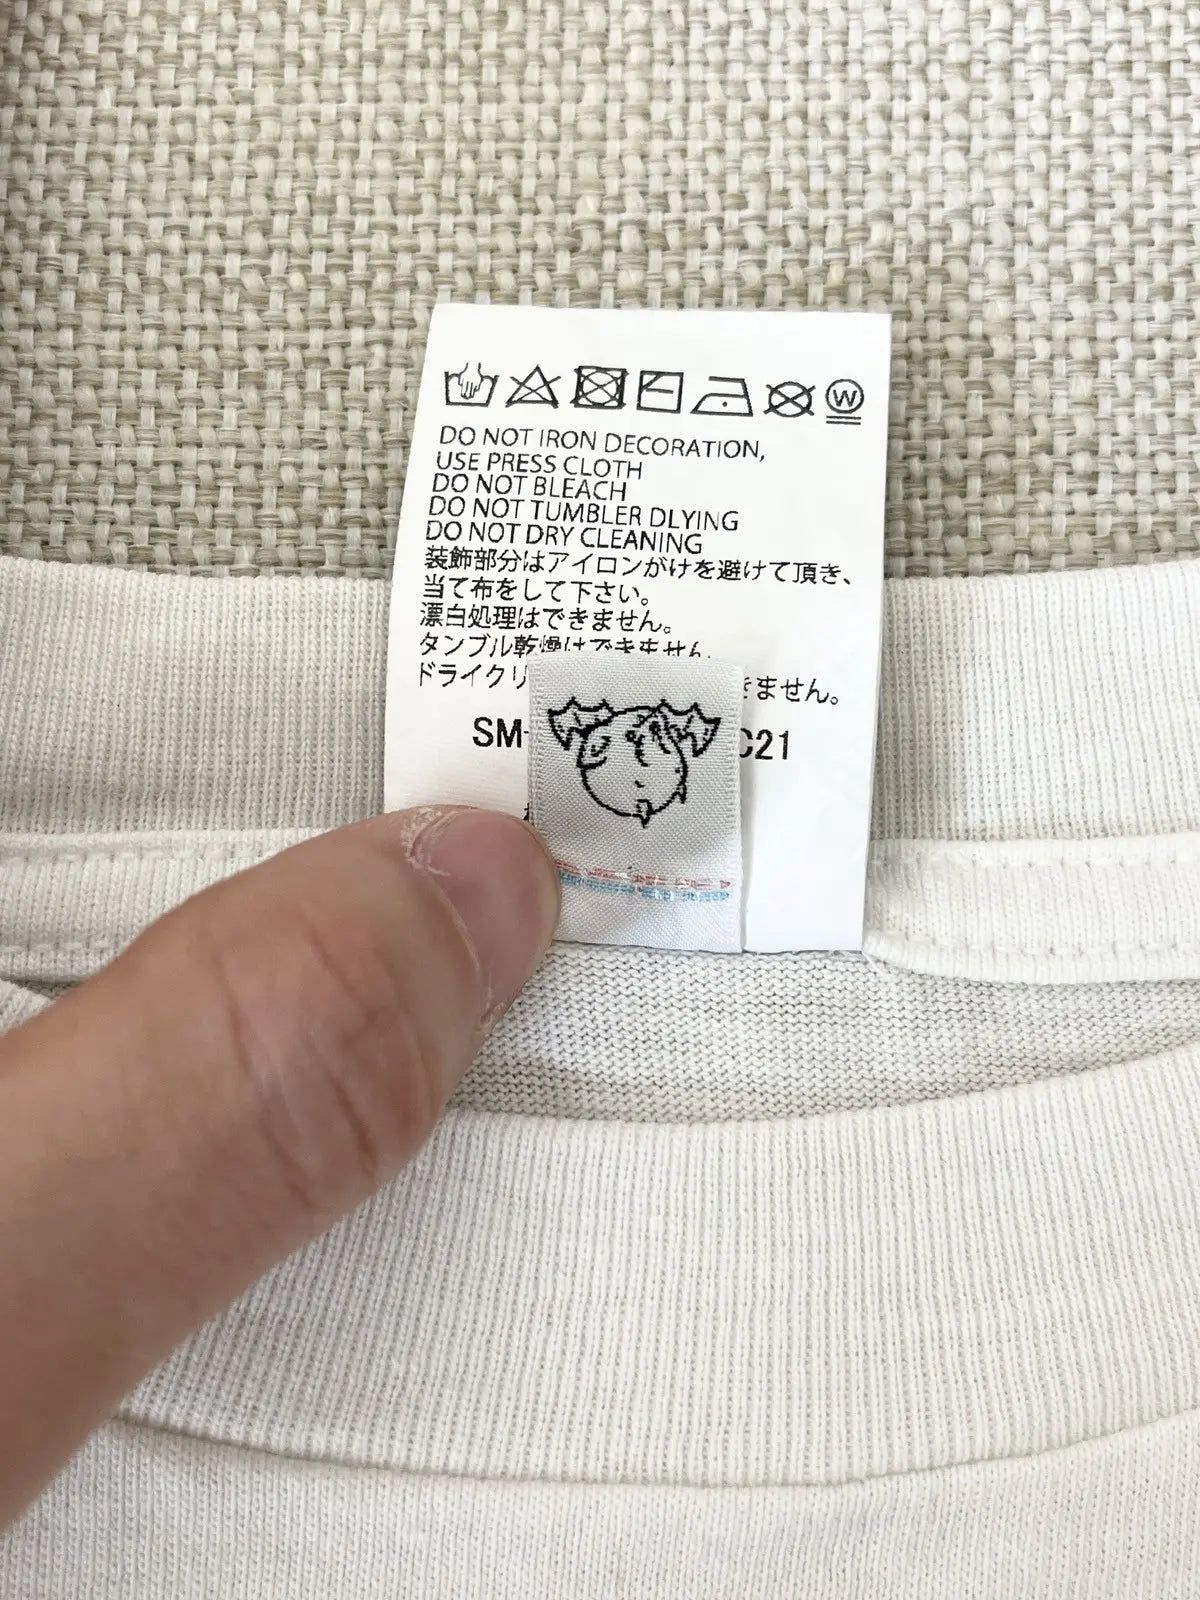 W
DO NOT IRON DECORATION,
USE PRESS CLOTH
DO NOT BLEACH
DO NOT TUMBLER DLYING
DO NOT DRY CLEANING
装飾部分はアイロンがけを避けて頂き、
当て布をして下さい。
漂白処理はできません。
タンブル乾燥はできません。
ドライクリ きません。
SM- C21